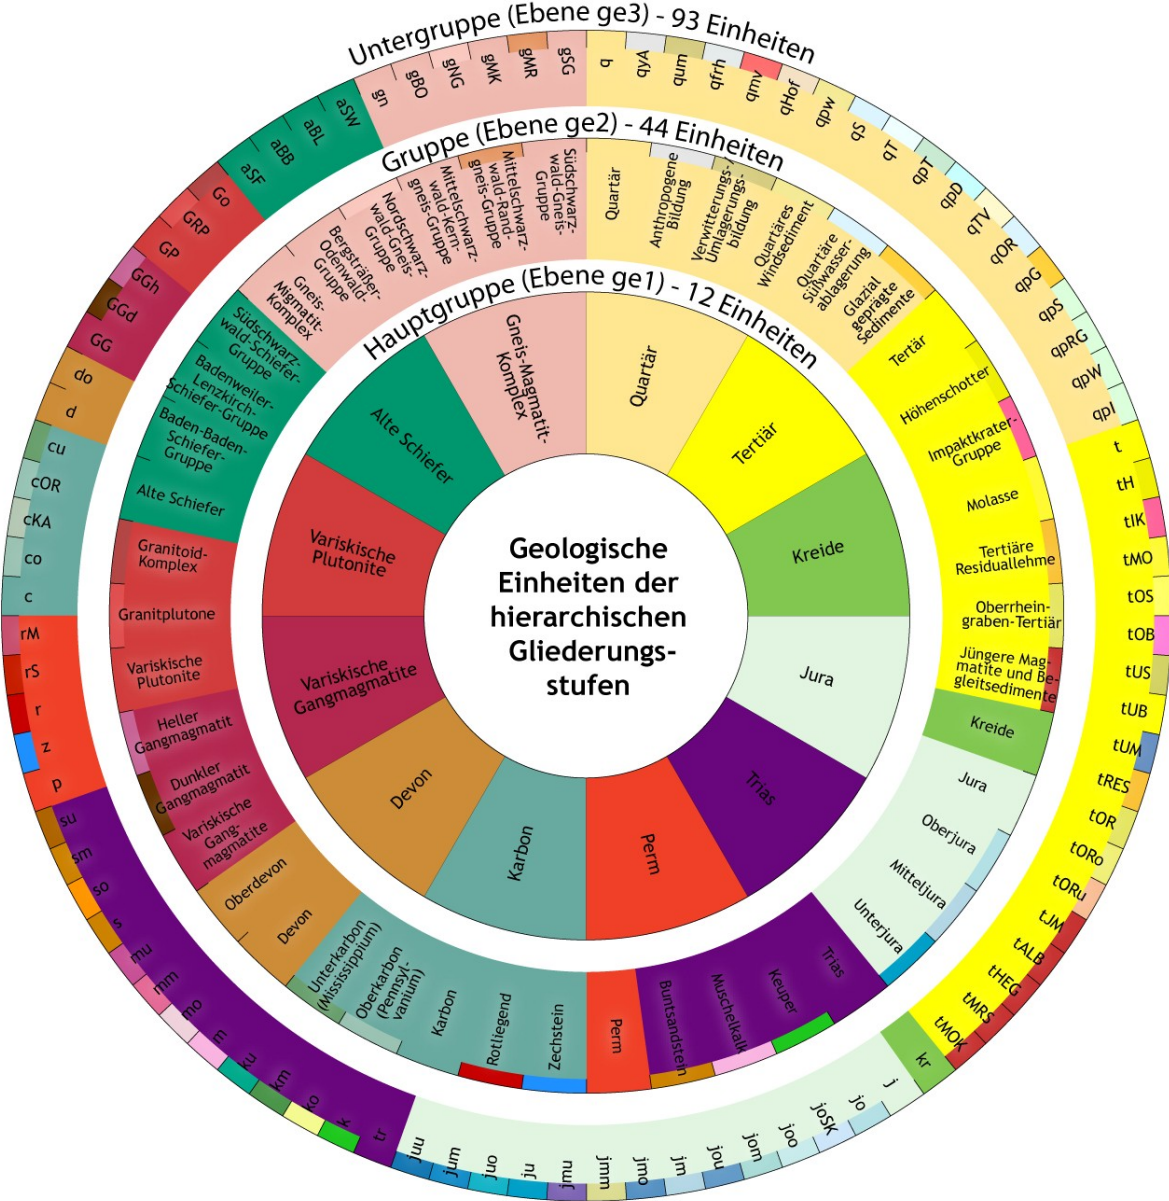 Untergruppe (Ebene ge3) - 93 Einheiten
q
qyA
qum
qfrh
qmv
qHof
qpw
qS
qT
qpT
qpD
qTV
qOR
qpG
qpS
qpRG
qpW
qpl
t
tH
tIK
tMO
tOS
tOB
tUS
tUB
tUM
tRES
tOR
tORo
tORu
tJM
tALB
tHEG
tMRS
tMOK
kr
j
jo
joSK
joo
jom
jou
jm
jmo
jmm
jmu
ju
juo
jum
juu
tr
k
ko
km
ku
m
mo
mm
mu
s
so
sm
su
p
z
r
rS
rM
c
co
cKA
cOR
cu
d
do
GG
GGd
GGh
GP
GRP
Go
aSF
aBB
aBL
aSW
gn
gBO
gNG
gMK
gMR
gSG
Gruppe (Ebene ge2) - 44 Einheiten
Quartär
Anthropogene
Bildung
Verwitterungs-/
Umlagerungs-
bildung
Quartäres
Windsediment
Quartäre
Süßwasser-
ablagerung
Glazial
geprägte
Sedimente
Tertiär
Höhenschotter
Impaktkrater-
Gruppe
Molasse
Tertiäre
Residuallehme
Oberrhein-
graben-Tertiär
Jüngere Mag-
matite und Be-
gleitsedimente
Kreide
Jura
Oberjura
Mitteljura
Unterjura
Trias
Keuper
Muschelkalk
Buntsandstein
Perm
Zechstein
Rotliegend
Karbon
Oberkarbon
(Pennsyl-
vanium)
Unterkarbon
(Mississippium)
Devon
Oberdevon
Variskische
Gang-
magmatite
Dunkler
Gangmagmatit
Heller
Gangmagmatit
Variskische
Plutonite
Granitplutone
Granitoid-
Komplex
Alte Schiefer
Baden-Baden-
Schiefer-
Gruppe
Badenweiler-
Lenzkirch-
Schiefer-Gruppe
Südschwarz-
wald-Schiefer-
Gruppe
Gneis-
Migmatit-
Komplex
Bergsträßer-
Odenwald-
Gruppe
Nordschwarz-
wald-Gneis-
Gruppe
Mittelschwarz-
wald-Kern-
gneis-Gruppe
Mittelschwarz-
wald-Rand-
gneis-Gruppe
Südschwarz-
wald-Gneis-
Gruppe
Hauptgruppe (Ebene ge1) - 12 Einheiten
Quartär
Tertiär
Kreide
Jura
Trias
Perm
Karbon
Devon
Variskische
Gangmagmatite
Variskische
Plutonite
Alte Schiefer
Gneis-Magmatit-
Komplex
Geologische
Einheiten der
hierarchischen
Gliederungs-
stufen